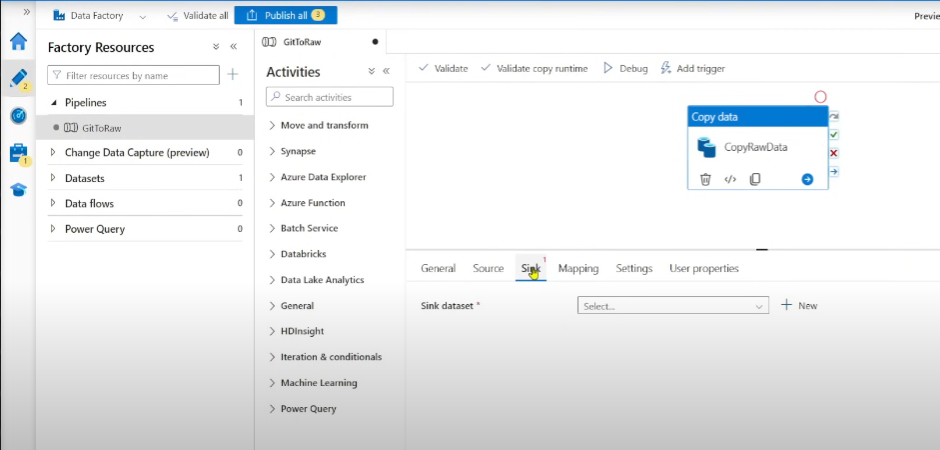 Data Factory
Validate all
Publish all 3
Previe
Factory Resources
Filter resources by name
Pipelines 1
GitToRaw
Change Data Capture (preview) 0
Datasets 1
Data flows 0
Power Query 0
2
1
GitToRaw
Activities
Search activities
Move and transform
Synapse
Azure Data Explorer
Azure Function
Batch Service
Databricks
Data Lake Analytics
General
HDInsight
Iteration & conditionals
Machine Learning
Power Query
Validate Validate copy runtime Debug Add trigger
Copy data
CopyRawData
General Source Sink 1 Mapping Settings User properties
Sink dataset * Select... New